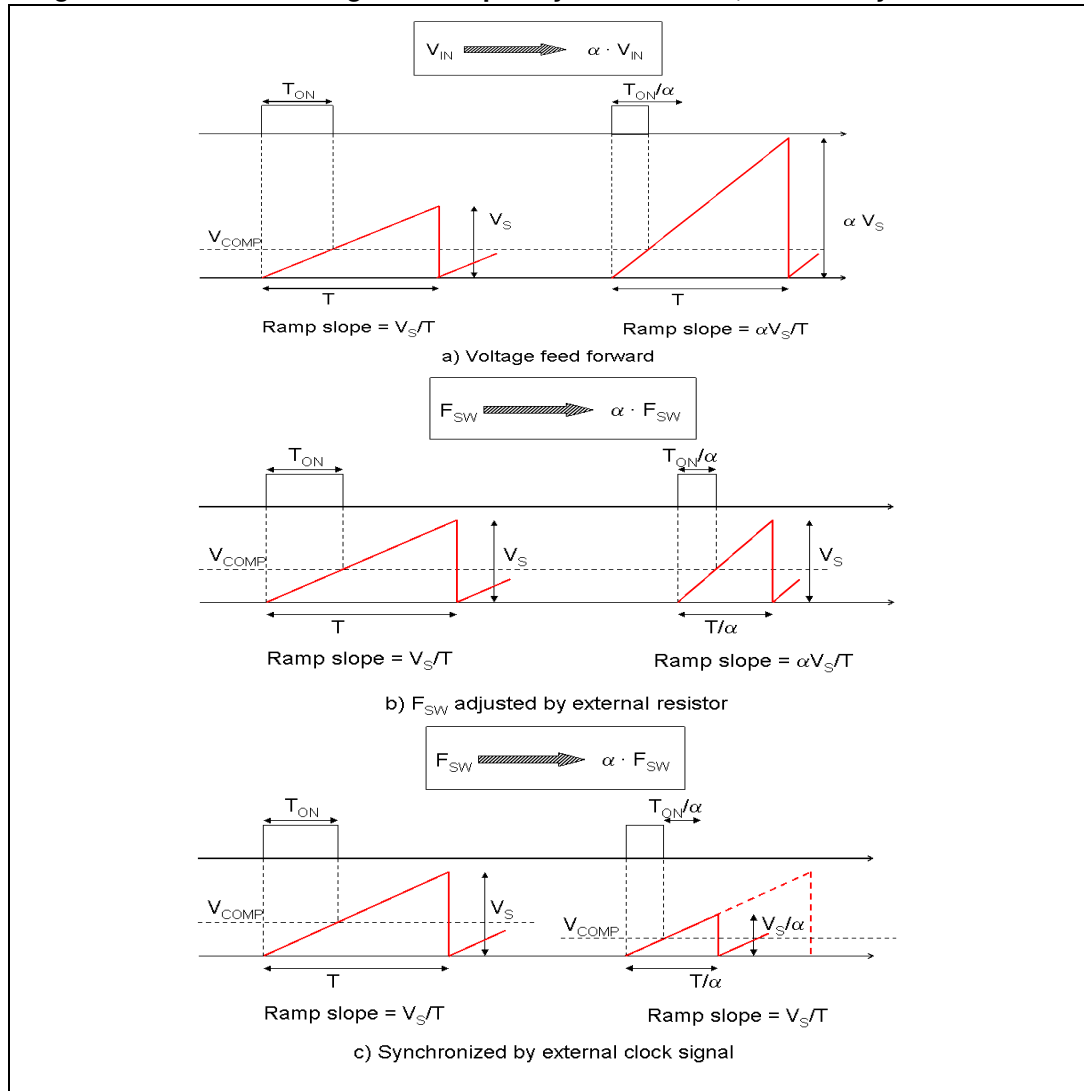 V_IN α · V_IN
T_ON T_ON/α
V_S α V_S
V_COMP
T T
Ramp slope = V_S/T Ramp slope = αV_S/T
a) Voltage feed forward
F_SW α · F_SW
T_ON T_ON/α
V_COMP V_S V_S
T T/α
Ramp slope = V_S/T Ramp slope = αV_S/T
b) F_SW adjusted by external resistor
F_SW α · F_SW
T_ON T_ON/α
V_COMP V_S V_COMP V_S/α
T T/α
Ramp slope = V_S/T Ramp slope = V_S/T
c) Synchronized by external clock signal